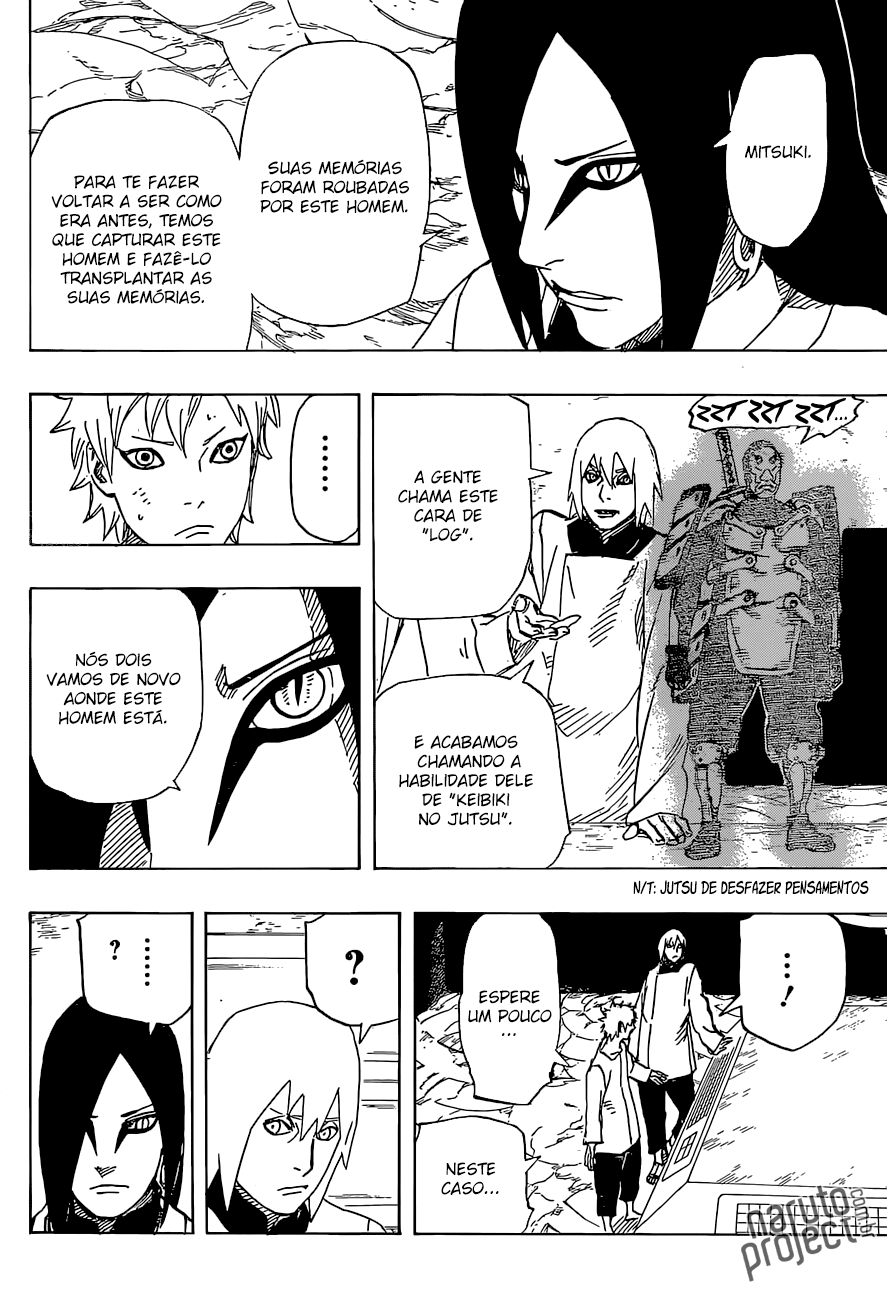 MITSUKI.
SUAS MEMÓRIAS
FORAM ROUBADAS
POR ESTE HOMEM.
PARA TE FAZER
VOLTAR A SER COMO
ERA ANTES, TEMOS
QUE CAPTURAR ESTE
HOMEM E FAZÊ-LO
TRANSPLANTAR AS
SUAS MEMÓRIAS.
A GENTE
CHAMA ESTE
CARA DE
"LOG".
E ACABAMOS
CHAMANDO A
HABILIDADE DELE
DE "KEIBIKI
NO JUTSU".
N/T: JUTSU DE DESFAZER PENSAMENTOS
......
NÓS DOIS
VAMOS DE NOVO
AONDE ESTE
HOMEM ESTÁ.
...!
ESPERE
UM POUCO
...
NESTE
CASO...
?
......?
naruto
project
.com.br